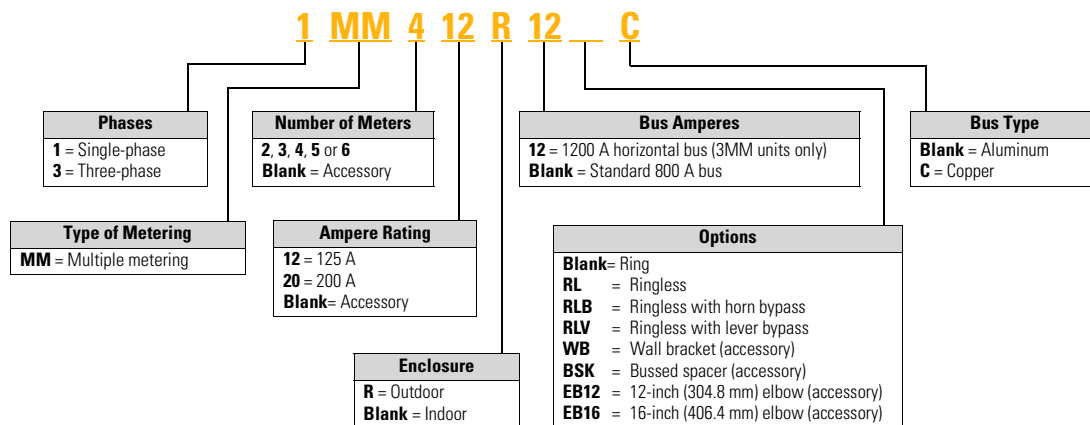 1 MM 4 12 R 12 __ C
Phases
1 = Single-phase
3 = Three-phase
Number of Meters
2, 3, 4, 5 or 6
Blank = Accessory
Bus Amperes
12 = 1200 A horizontal bus (3MM units only)
Blank = Standard 800 A bus
Bus Type
Blank = Aluminum
C = Copper
Type of Metering
MM = Multiple metering
Ampere Rating
12 = 125 A
20 = 200 A
Blank= Accessory
Options
Blank= Ring
RL = Ringless
RLB = Ringless with horn bypass
RLV = Ringless with lever bypass
WB = Wall bracket (accessory)
BSK = Bussed spacer (accessory)
EB12 = 12-inch (304.8 mm) elbow (accessory)
EB16 = 16-inch (406.4 mm) elbow (accessory)
Enclosure
R = Outdoor
Blank = Indoor